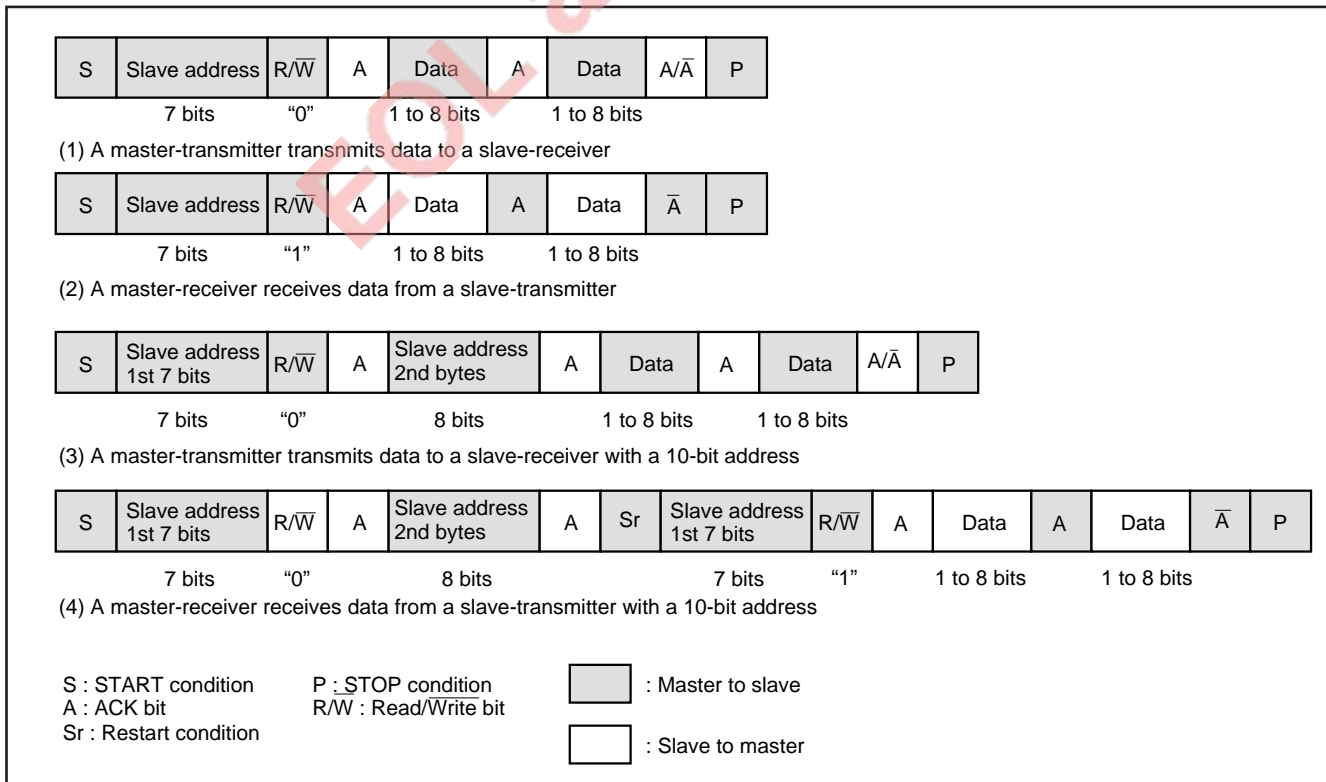 EOL a
S Slave address R/W̅ A Data A Data A/A̅ P
7 bits “0” 1 to 8 bits 1 to 8 bits
(1) A master-transmitter transnmits data to a slave-receiver
S Slave address R/W̅ A Data A Data A̅ P
7 bits “1” 1 to 8 bits 1 to 8 bits
(2) A master-receiver receives data from a slave-transmitter
S Slave address 1st 7 bits R/W̅ A Slave address 2nd bytes A Data A Data A/A̅ P
7 bits “0” 8 bits 1 to 8 bits 1 to 8 bits
(3) A master-transmitter transmits data to a slave-receiver with a 10-bit address
S Slave address 1st 7 bits R/W̅ A Slave address 2nd bytes A Sr Slave address 1st 7 bits R/W̅ A Data A Data A̅ P
7 bits “0” 8 bits 7 bits “1” 1 to 8 bits 1 to 8 bits
(4) A master-receiver receives data from a slave-transmitter with a 10-bit address
S : START condition P : STOP condition : Master to slave
A : ACK bit R/W̅ : Read/W̅r̅i̅t̅e̅ bit
Sr : Restart condition
: Slave to master